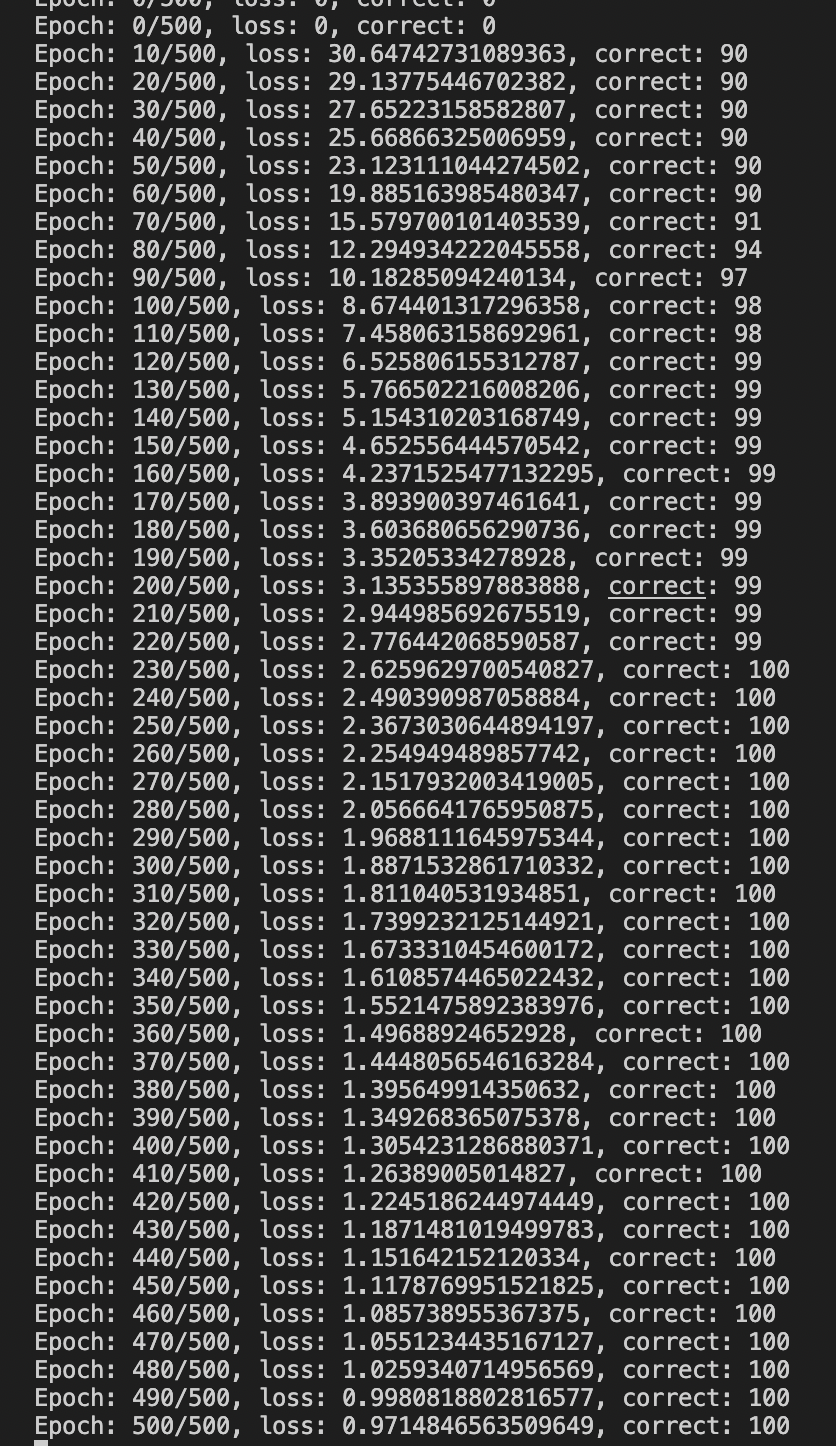 Epoch: 0/500, loss: 0, correct: 0
Epoch: 0/500, loss: 0, correct: 0
Epoch: 10/500, loss: 30.64742731089363, correct: 90
Epoch: 20/500, loss: 29.13775446702382, correct: 90
Epoch: 30/500, loss: 27.65223158582807, correct: 90
Epoch: 40/500, loss: 25.66866325006959, correct: 90
Epoch: 50/500, loss: 23.123111044274502, correct: 90
Epoch: 60/500, loss: 19.885163985480347, correct: 90
Epoch: 70/500, loss: 15.579700101403539, correct: 91
Epoch: 80/500, loss: 12.294934222045558, correct: 94
Epoch: 90/500, loss: 10.18285094240134, correct: 97
Epoch: 100/500, loss: 8.674401317296358, correct: 98
Epoch: 110/500, loss: 7.458063158692961, correct: 98
Epoch: 120/500, loss: 6.525806155312787, correct: 99
Epoch: 130/500, loss: 5.766502216008206, correct: 99
Epoch: 140/500, loss: 5.154310203168749, correct: 99
Epoch: 150/500, loss: 4.652556444570542, correct: 99
Epoch: 160/500, loss: 4.2371525477132295, correct: 99
Epoch: 170/500, loss: 3.893900397461641, correct: 99
Epoch: 180/500, loss: 3.603680656290736, correct: 99
Epoch: 190/500, loss: 3.35205334278928, correct: 99
Epoch: 200/500, loss: 3.135355897883888, correct: 99
Epoch: 210/500, loss: 2.944985692675519, correct: 99
Epoch: 220/500, loss: 2.776442068590587, correct: 99
Epoch: 230/500, loss: 2.6259629700540827, correct: 100
Epoch: 240/500, loss: 2.490390987058884, correct: 100
Epoch: 250/500, loss: 2.3673030644894197, correct: 100
Epoch: 260/500, loss: 2.254949489857742, correct: 100
Epoch: 270/500, loss: 2.1517932003419005, correct: 100
Epoch: 280/500, loss: 2.0566641765950875, correct: 100
Epoch: 290/500, loss: 1.9688111645975344, correct: 100
Epoch: 300/500, loss: 1.8871532861710332, correct: 100
Epoch: 310/500, loss: 1.811040531934851, correct: 100
Epoch: 320/500, loss: 1.7399232125144921, correct: 100
Epoch: 330/500, loss: 1.6733310454600172, correct: 100
Epoch: 340/500, loss: 1.6108574465022432, correct: 100
Epoch: 350/500, loss: 1.5521475892383976, correct: 100
Epoch: 360/500, loss: 1.49688924652928, correct: 100
Epoch: 370/500, loss: 1.4448056546163284, correct: 100
Epoch: 380/500, loss: 1.395649914350632, correct: 100
Epoch: 390/500, loss: 1.349268365075378, correct: 100
Epoch: 400/500, loss: 1.3054231286880371, correct: 100
Epoch: 410/500, loss: 1.26389005014827, correct: 100
Epoch: 420/500, loss: 1.2245186244974449, correct: 100
Epoch: 430/500, loss: 1.1871481019499783, correct: 100
Epoch: 440/500, loss: 1.151642152120334, correct: 100
Epoch: 450/500, loss: 1.1178769951521825, correct: 100
Epoch: 460/500, loss: 1.085738955367375, correct: 100
Epoch: 470/500, loss: 1.0551234435167127, correct: 100
Epoch: 480/500, loss: 1.0259340714956569, correct: 100
Epoch: 490/500, loss: 0.9980818802816577, correct: 100
Epoch: 500/500, loss: 0.9714846563509649, correct: 100